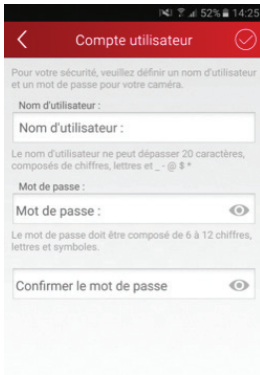 52% 14:25
Compte utilisateur
Pour votre sécurité, veuillez définir un nom d'utilisateur
et un mot de passe pour votre caméra.
Nom d'utilisateur :
Nom d'utilisateur :
Le nom d'utilisateur ne peut dépasser 20 caractères,
composés de chiffres, lettres et _ - @ $ *
Mot de passe :
Mot de passe :
Le mot de passe doit être composé de 6 à 12 chiffres,
lettres et symboles.
Confirmer le mot de passe